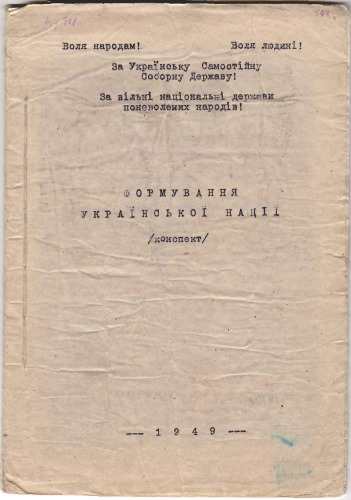 Воля народам! Воля людині!
За Українську Самостійну
Соборну Державу!
За вільні національні держави
поневолених народів!
ФОРМУВАННЯ
УКРАЇНСЬКОЇ НАЦІЇ
/конспект/
--- 1 9 4 9 ---